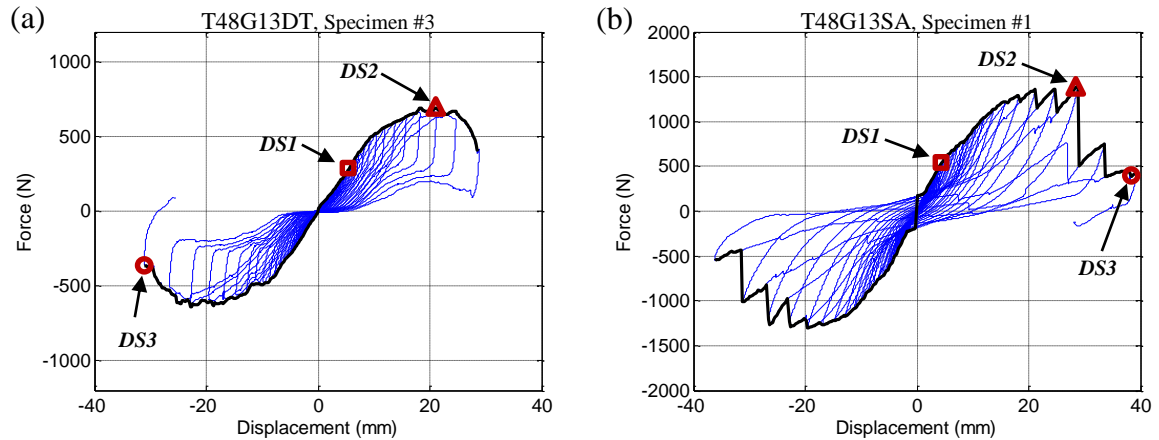 (a)
T48G13DT, Specimen #3
1000
500
0
-500
-1000
Force (N)
DS2
DS1
DS3
-40 -20 0 20 40
Displacement (mm)
(b)
T48G13SA, Specimen #1
2000
1500
1000
500
0
-500
-1000
-1500
-2000
Force (N)
DS2
DS1
DS3
-40 -20 0 20 40
Displacement (mm)